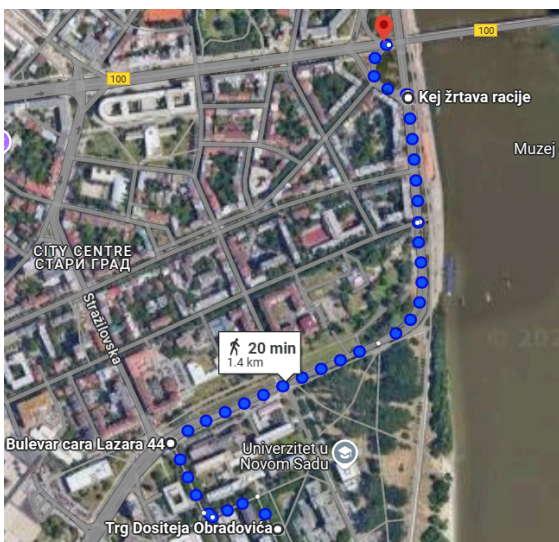 100
100
Kej žrtava racije
Muzej
CITY CENTRE
СТАРИ ГРАД
Stražilovska
20 min
1.4 km
Bulevar cara Lazara 44
Univerzitet u
Novom Sadu
Trg Dositeja Obradovića